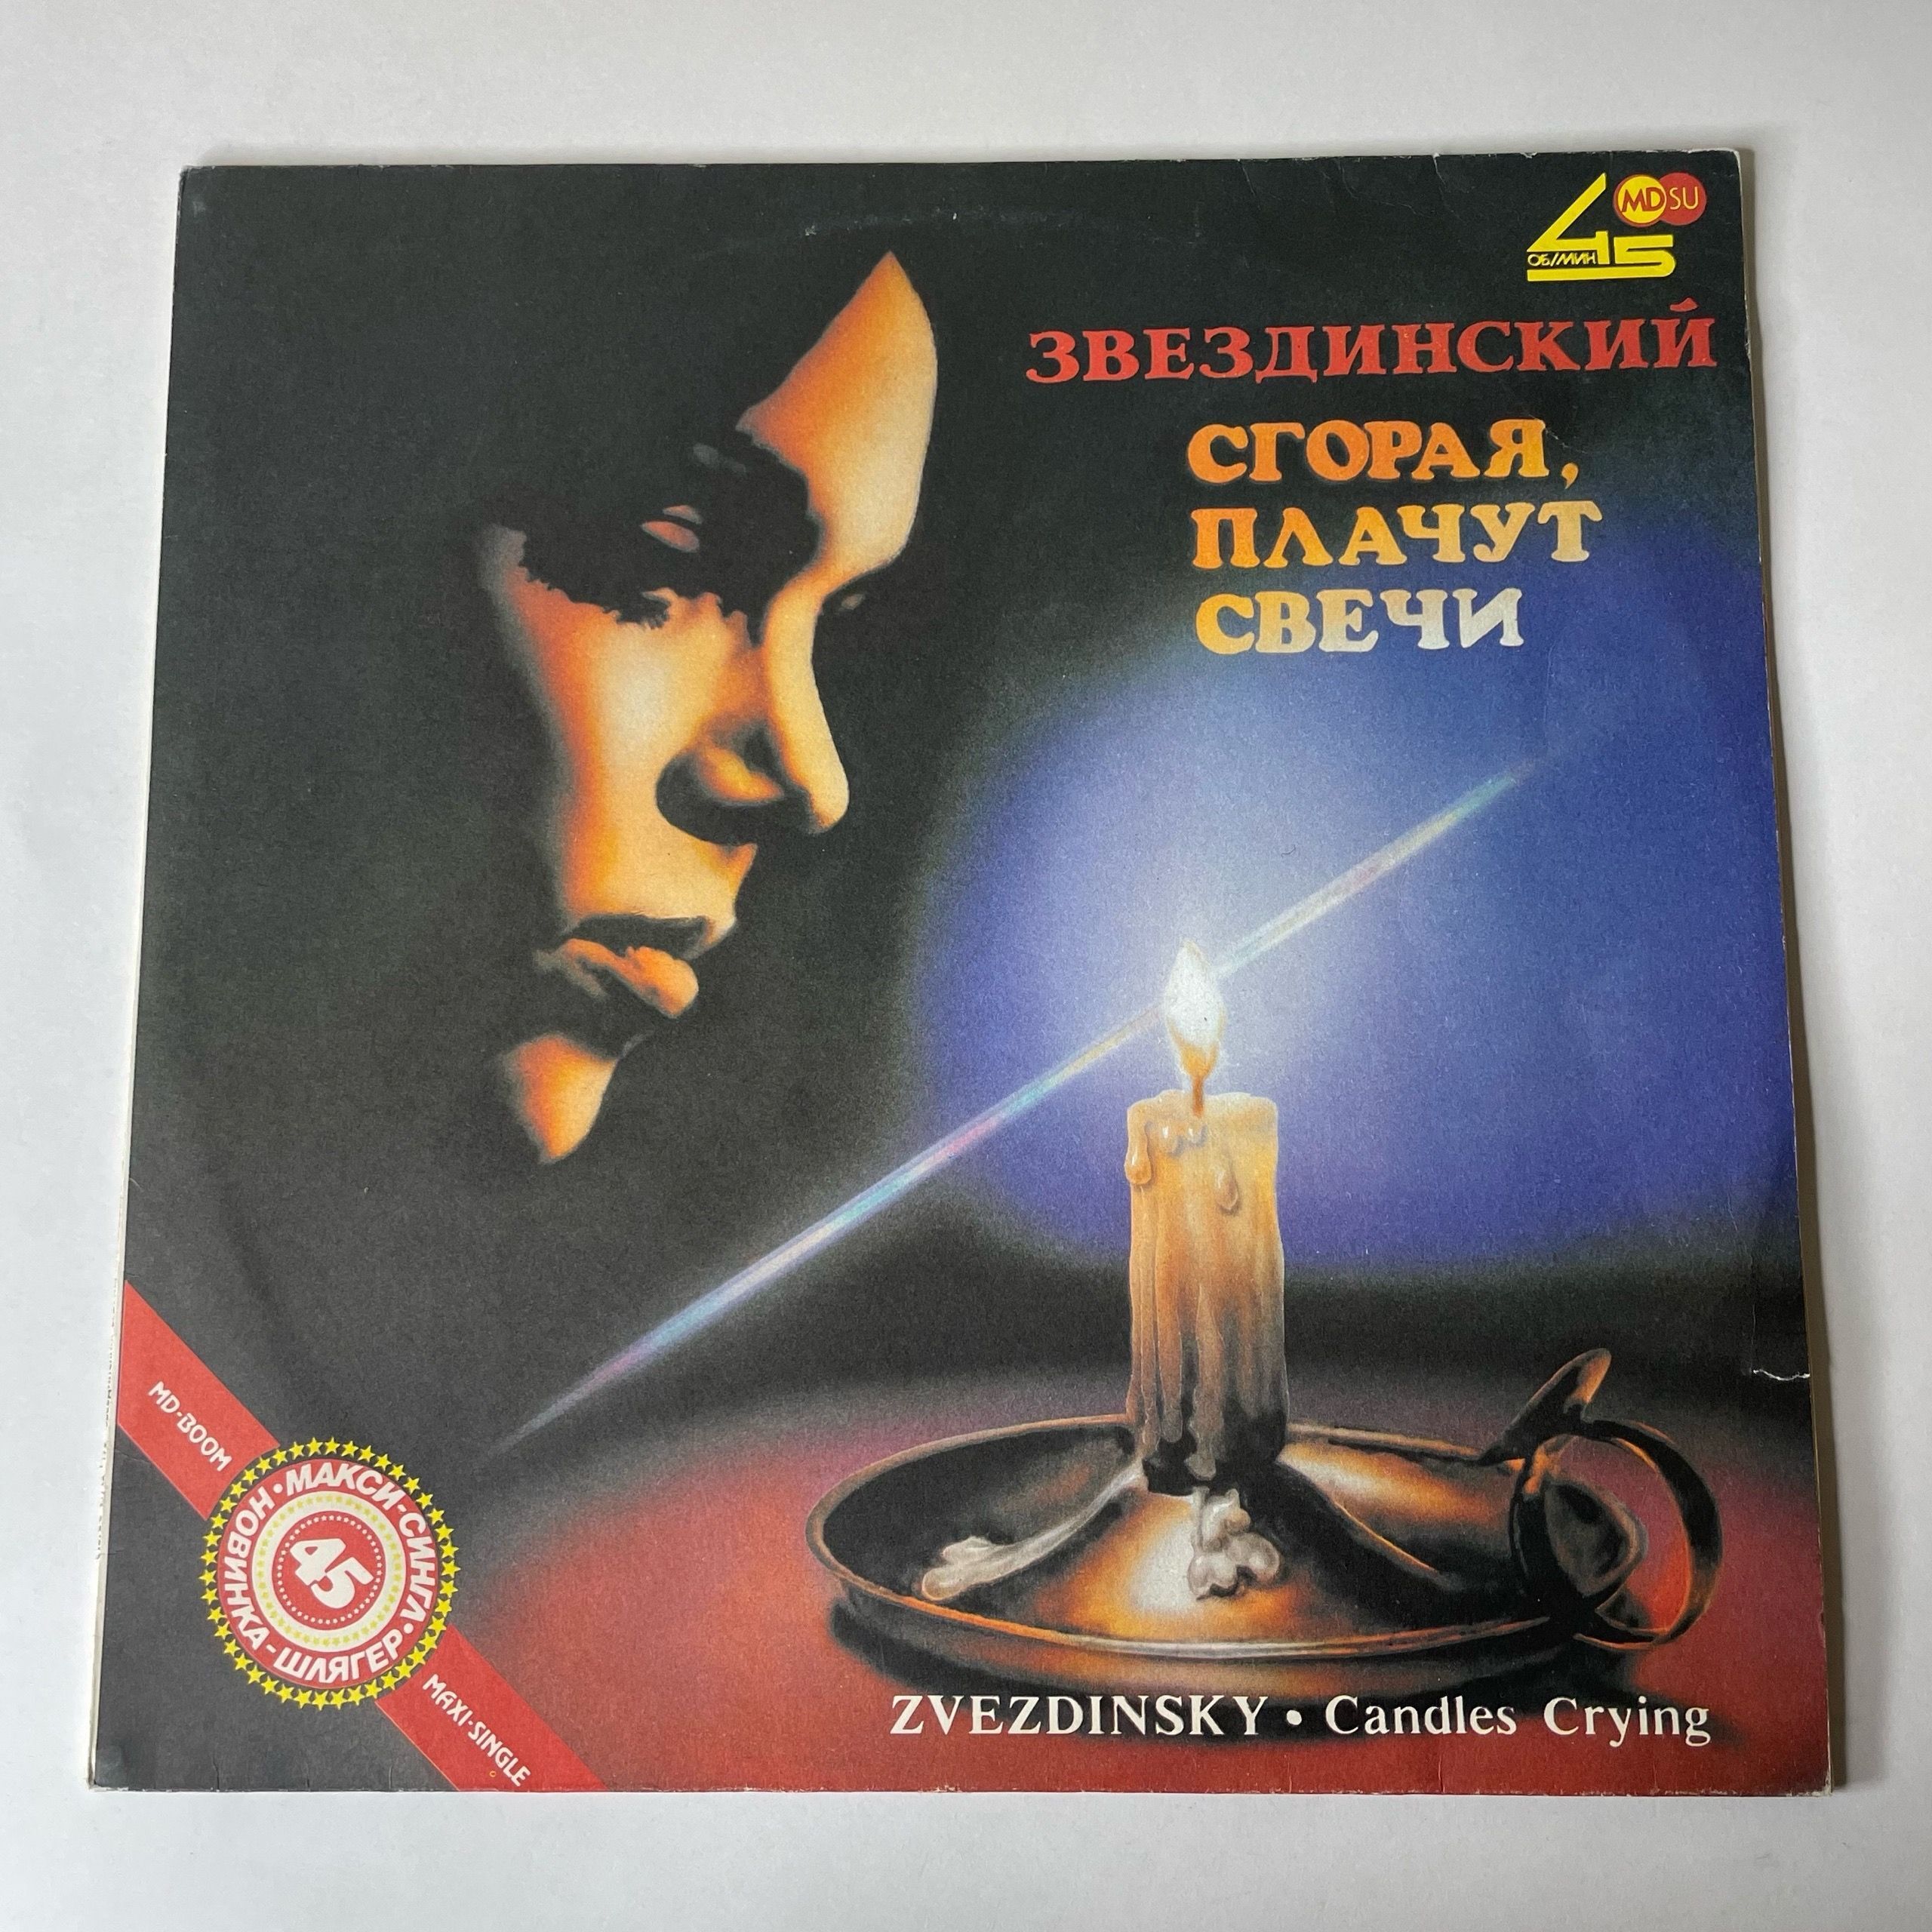 MD SU
45
ОБ/МИН
ЗВЕЗДИНСКИЙ
СГОРАЯ,
ПЛАЧУТ
СВЕЧИ
MD-BOOM
МАКСИ-СИНГЛ • НОВИНКА-ШЛЯГЕР •
45
MAXI-SINGLE
ZVEZDINSKY • Candles Crying